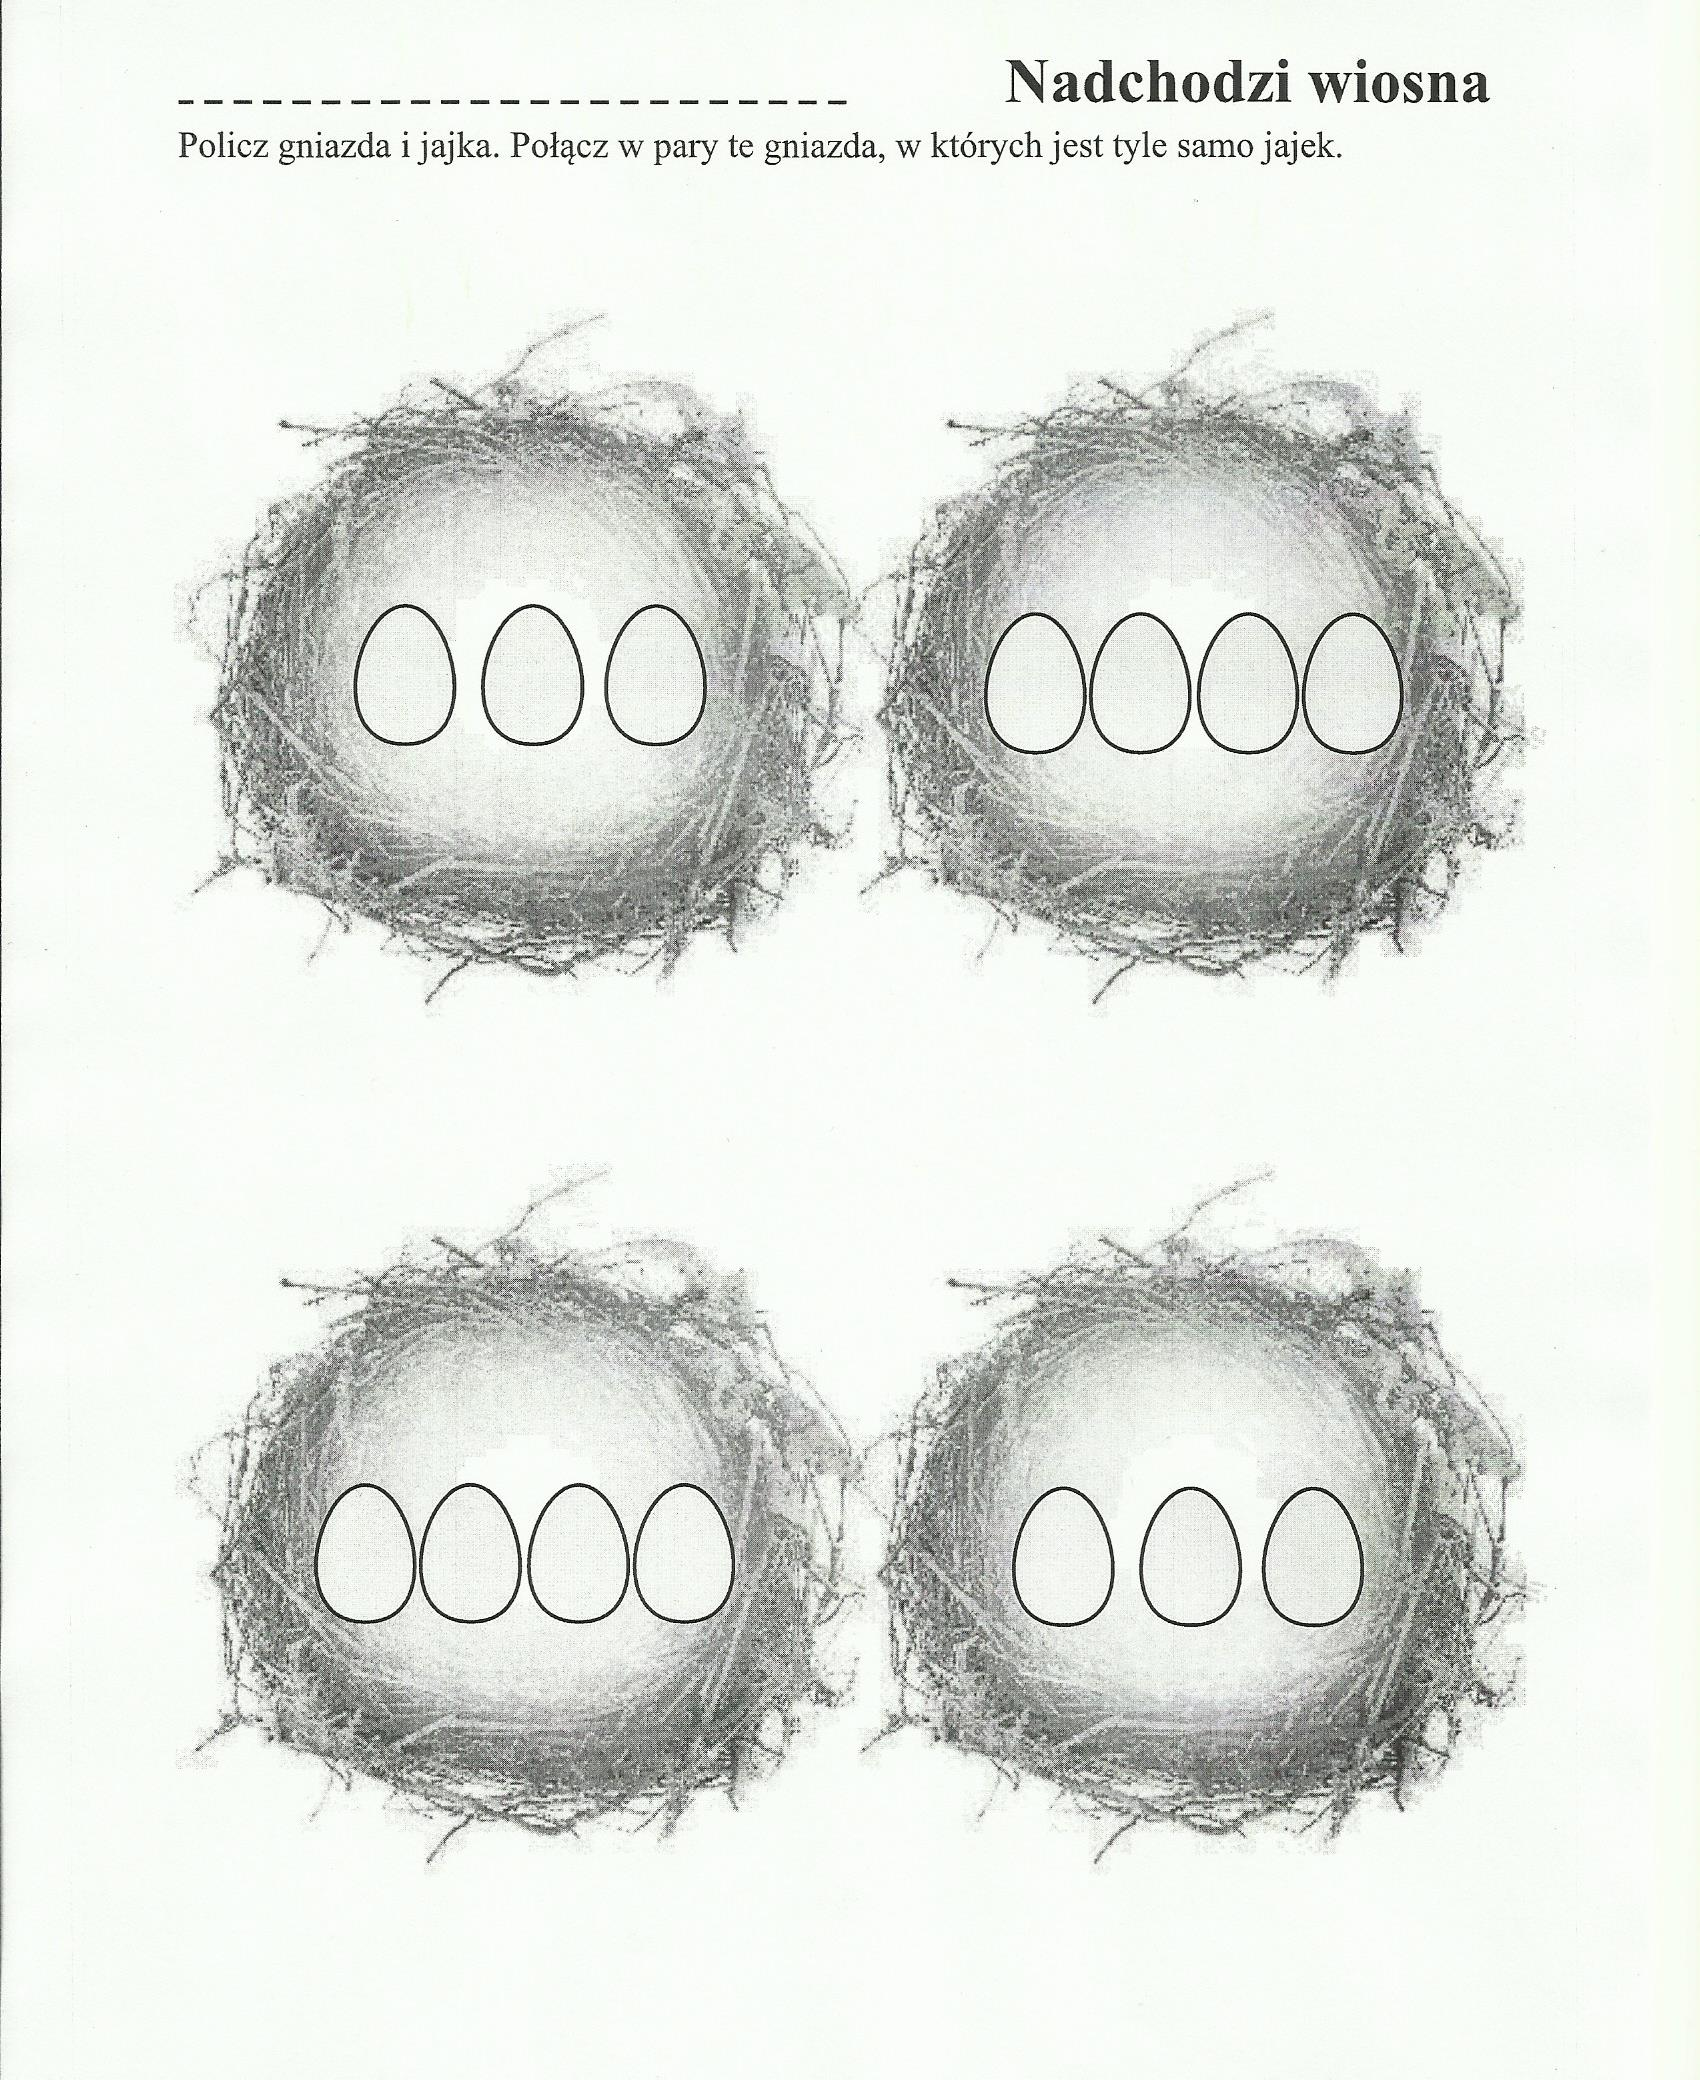 Nadchodzi wiosna
Policz gniazda i jajka. Połącz w pary te gniazda, w których jest tyle samo jajek.